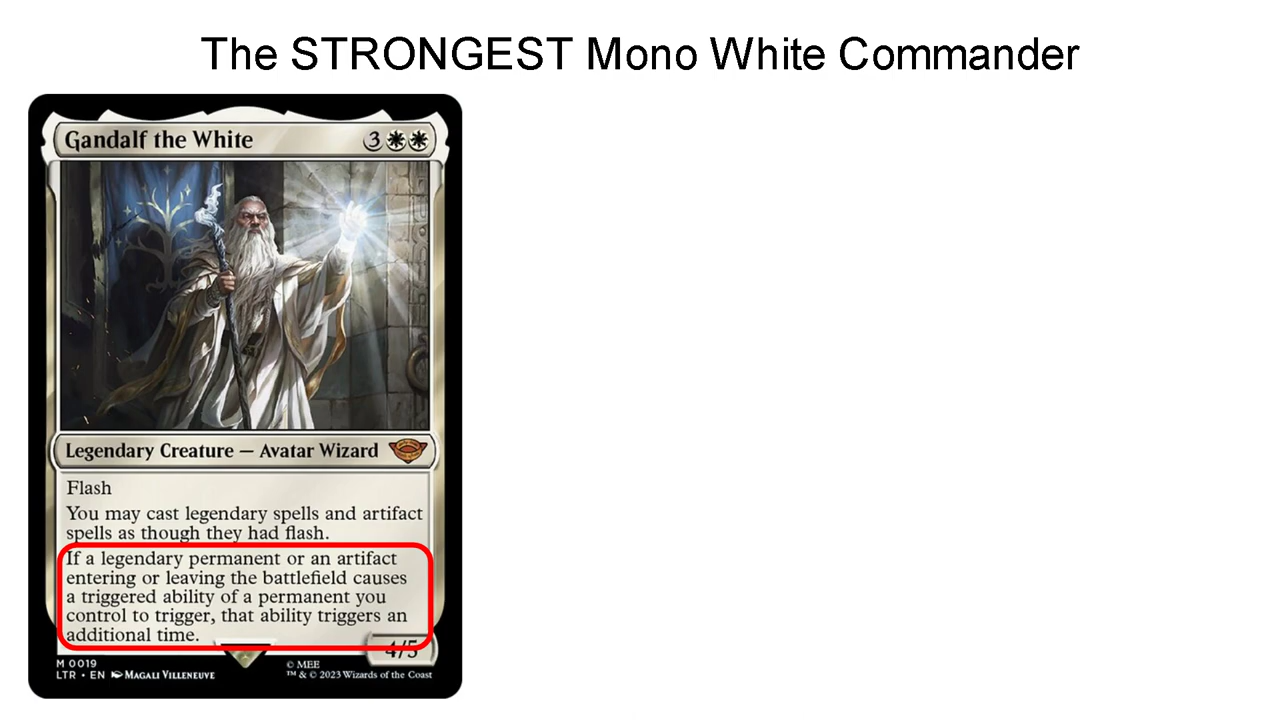 The STRONGEST Mono White Commander
Gandalf the White 3
Legendary Creature — Avatar Wizard
Flash
You may cast legendary spells and artifact
spells as though they had flash.
If a legendary permanent or an artifact
entering or leaving the battlefield causes
a triggered ability of a permanent you
control to trigger, that ability triggers an
additional time.
4/5
M 0019
LTR • EN MAGALI VILLENEUVE
© MEE
™ & © 2023 Wizards of the Coast